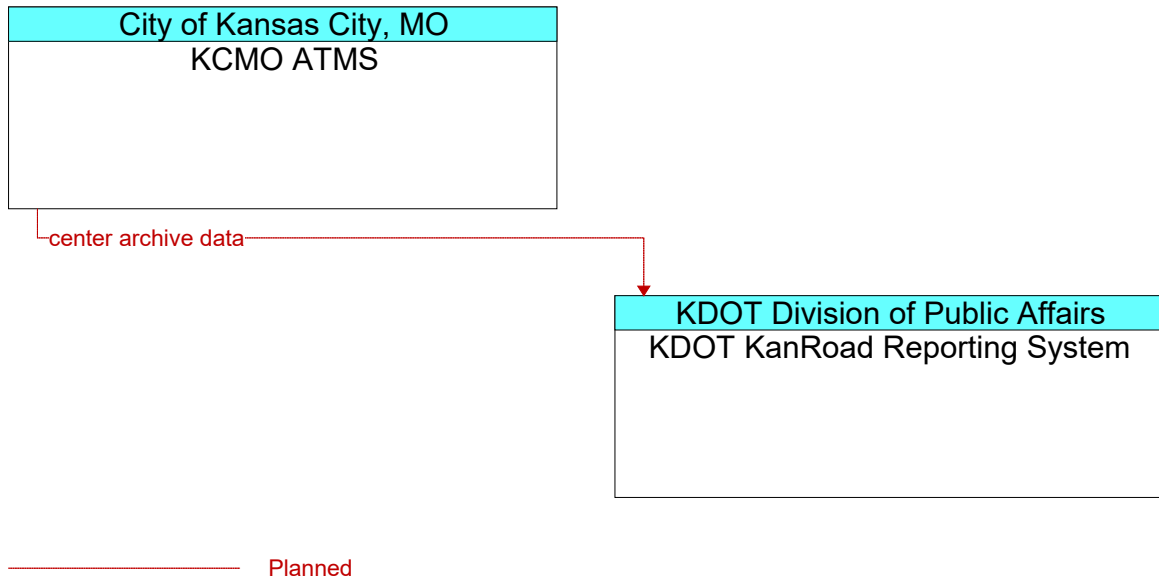 City of Kansas City, MO
KCMO ATMS
center archive data
KDOT Division of Public Affairs
KDOT KanRoad Reporting System
Planned